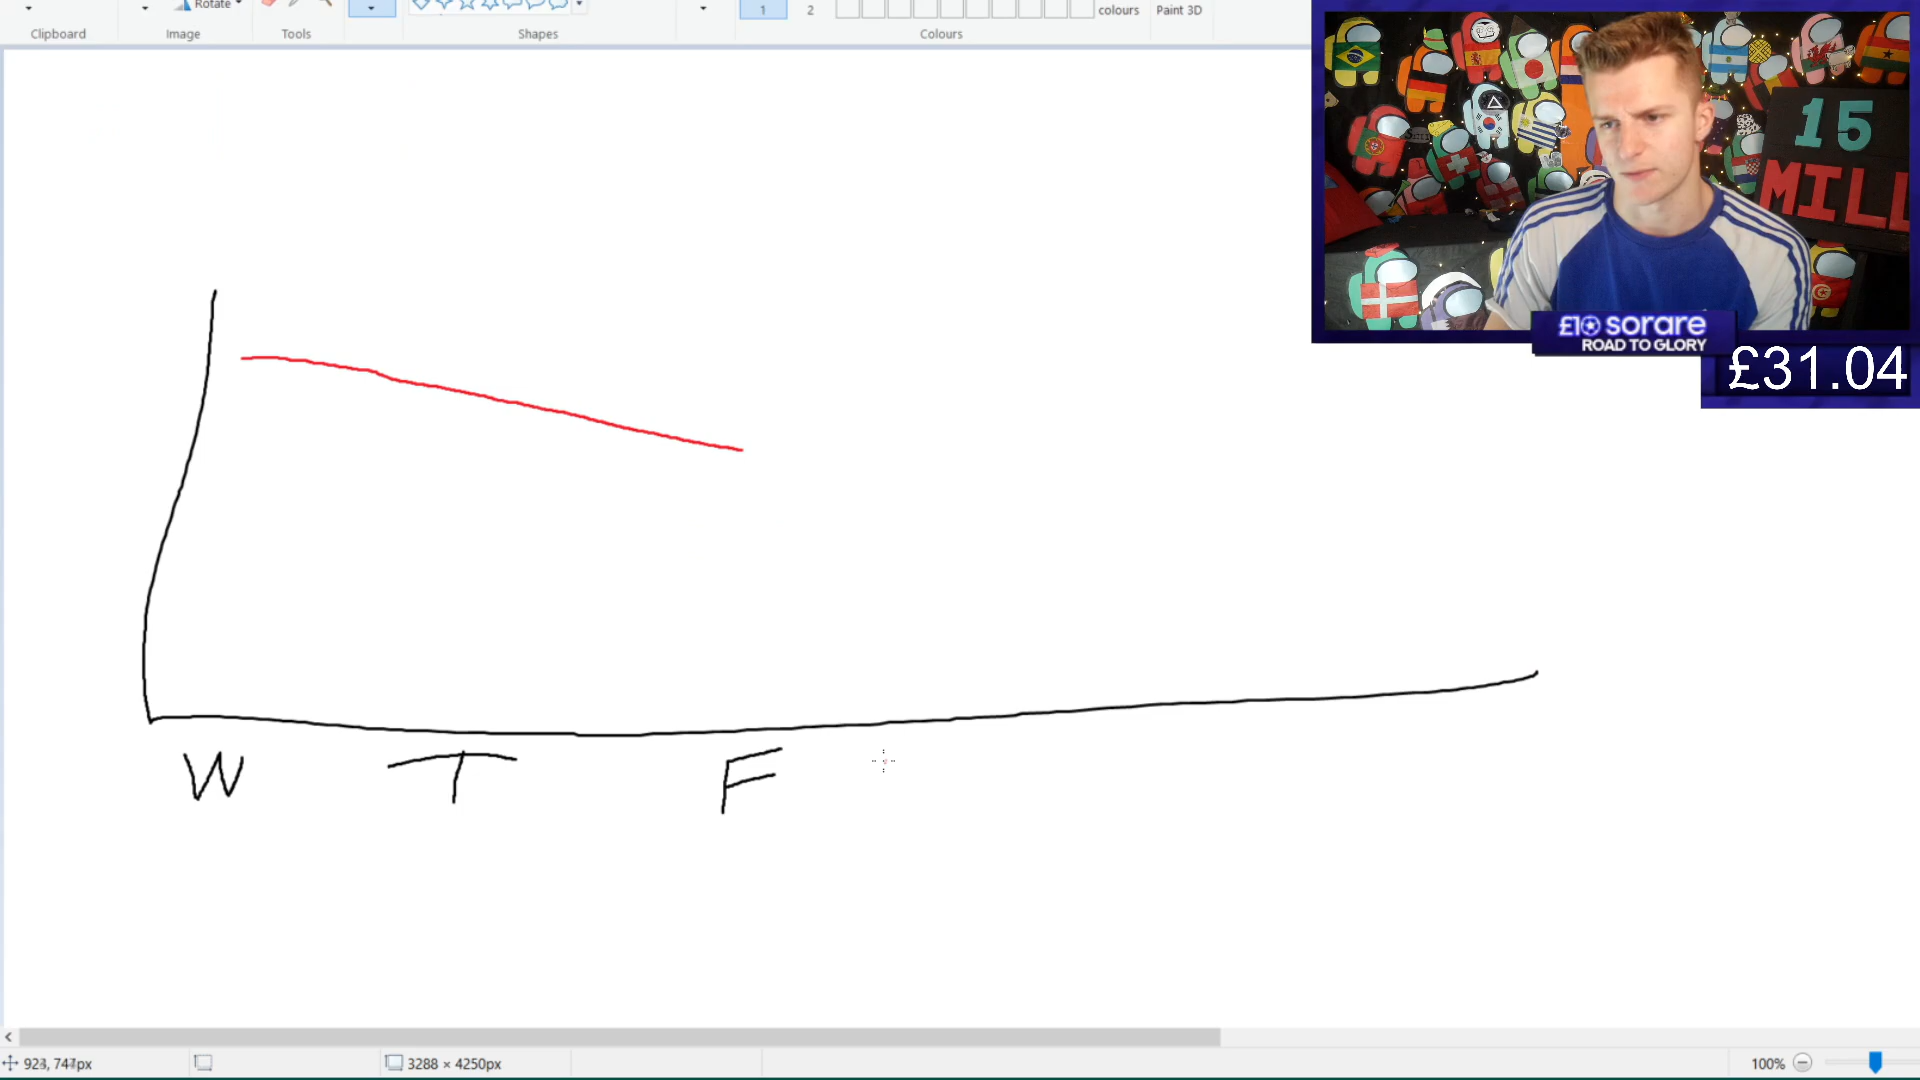 Rotate
Clipboard
Image
Tools
Shapes
1
2
colours
Paint 3D
Colours
15
MILL
£10 sorare
ROAD TO GLORY
£31.04
W T F
3288 × 4250px
100%